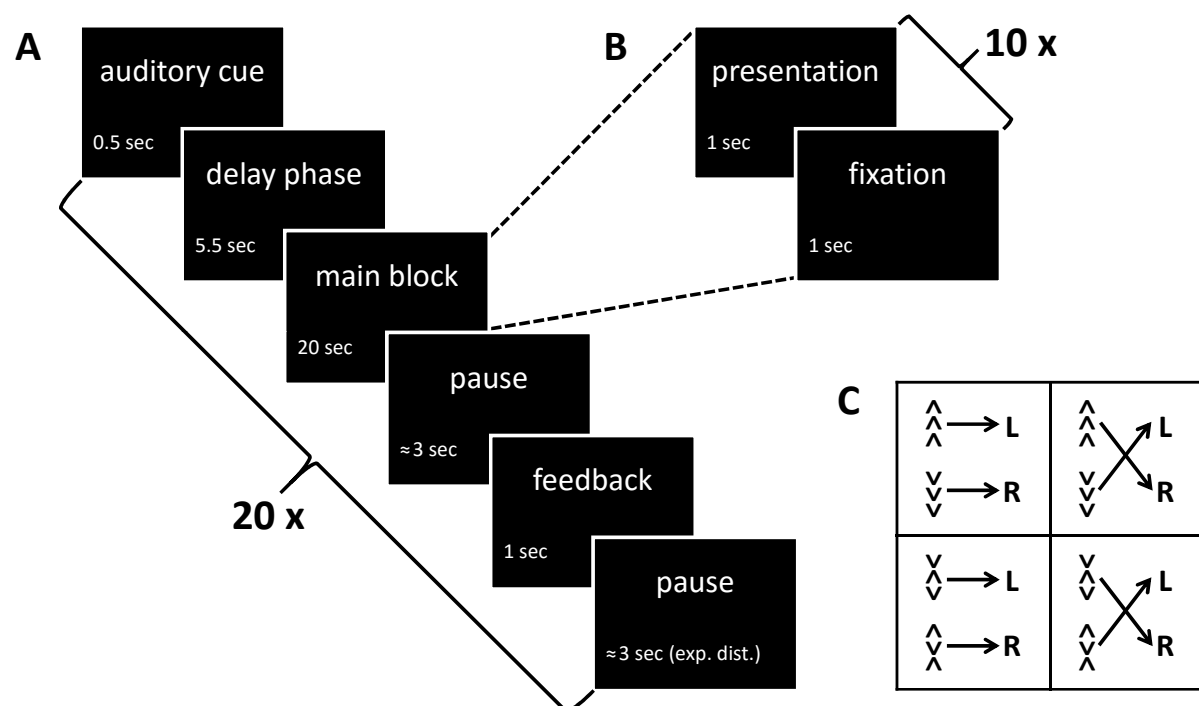 A
auditory cue
0.5 sec
delay phase
5.5 sec
main block
20 sec
pause
≈3 sec
feedback
1 sec
pause
≈3 sec (exp. dist.)
20 x
B
presentation
1 sec
fixation
1 sec
10 x
C
L
R
L
R
L
R
L
R